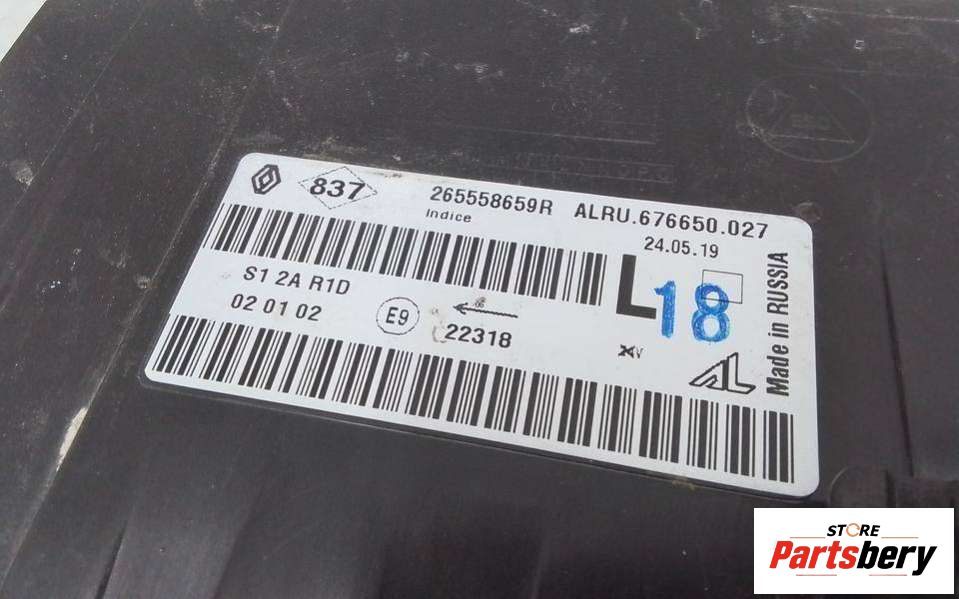 837 265558659R ALRU.676650.027
Indice
24.05.19
S1 2A R1D
02 01 02
E9
22318
L
18
AL
Made in RUSSIA
STORE
Partsbery